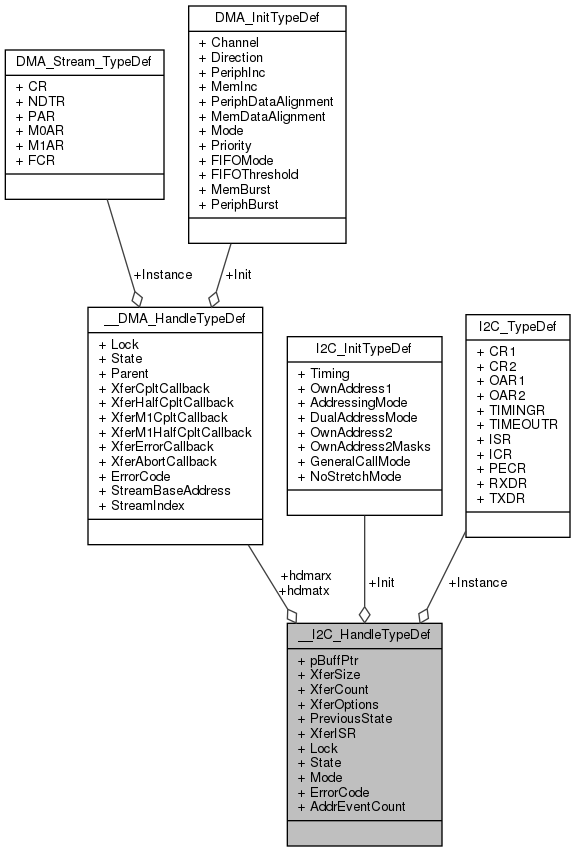 DMA_InitTypeDef
+ Channel
+ Direction
+ PeriphInc
+ MemInc
+ PeriphDataAlignment
+ MemDataAlignment
+ Mode
+ Priority
+ FIFOMode
+ FIFOThreshold
+ MemBurst
+ PeriphBurst
DMA_Stream_TypeDef
+ CR
+ NDTR
+ PAR
+ M0AR
+ M1AR
+ FCR
+Instance
+Init
__DMA_HandleTypeDef
+ Lock
+ State
+ Parent
+ XferCpltCallback
+ XferHalfCpltCallback
+ XferM1CpltCallback
+ XferM1HalfCpltCallback
+ XferErrorCallback
+ XferAbortCallback
+ ErrorCode
+ StreamBaseAddress
+ StreamIndex
I2C_InitTypeDef
+ Timing
+ OwnAddress1
+ AddressingMode
+ DualAddressMode
+ OwnAddress2
+ OwnAddress2Masks
+ GeneralCallMode
+ NoStretchMode
I2C_TypeDef
+ CR1
+ CR2
+ OAR1
+ OAR2
+ TIMINGR
+ TIMEOUTR
+ ISR
+ ICR
+ PECR
+ RXDR
+ TXDR
+hdmarx
+hdmatx
+Init
+Instance
__I2C_HandleTypeDef
+ pBuffPtr
+ XferSize
+ XferCount
+ XferOptions
+ PreviousState
+ XferISR
+ Lock
+ State
+ Mode
+ ErrorCode
+ AddrEventCount